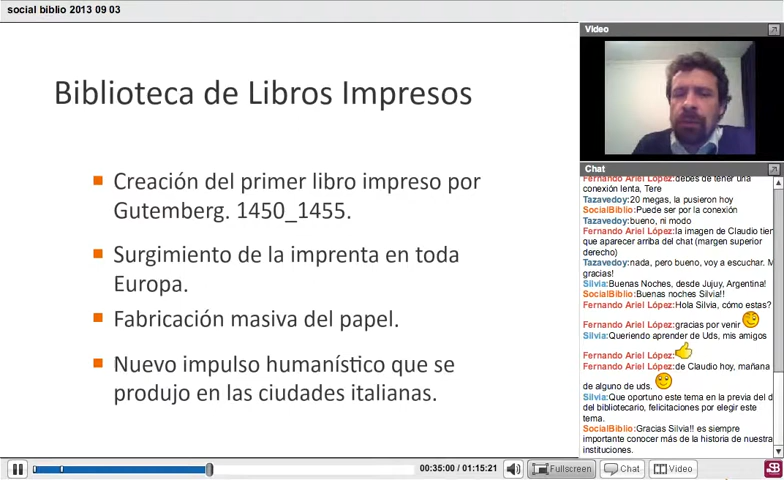 social biblio 2013 09 03
Biblioteca de Libros Impresos
Creación del primer libro impreso por
Gutemberg. 1450_1455.
Surgimiento de la imprenta en toda
Europa.
Fabricación masiva del papel.
Nuevo impulso humanístico que se
produjo en las ciudades italianas.
Video
Chat
Fernando Ariel López:debes de tener una
conexión lenta, Tere
Tazavedoy:20 megas, la pusieron hoy
SocialBiblio:Puede ser por la conexión
Tazavedoy:bueno, ni modo
Fernando Ariel López:la imagen de Claudio tien
que aparecer arriba del chat (margen superior
derecho)
Tazavedoy:nada, pero bueno, voy a escuchar. M
gracias!
Silvia:Buenas Noches, desde Jujuy, Argentina!
SocialBiblio:Buenas noches Silvia!!
Fernando Ariel López:Hola Silvia, cómo estas?
Fernando Ariel López:gracias por venir
Silvia:Queriendo aprender de Uds, mis amigos
Fernando Ariel López:
Fernando Ariel López:de Claudio hoy, mañana
de alguno de uds.
Silvia:Que oportuno este tema en la previa del d
del bibliotecario, felicitaciones por elegir este
tema.
SocialBiblio:Gracias Silvia!! es siempre
importante conocer más de la historia de nuestra
instituciones.
00:35:00 / 01:15:21
Fullscreen
Chat
Video
SB